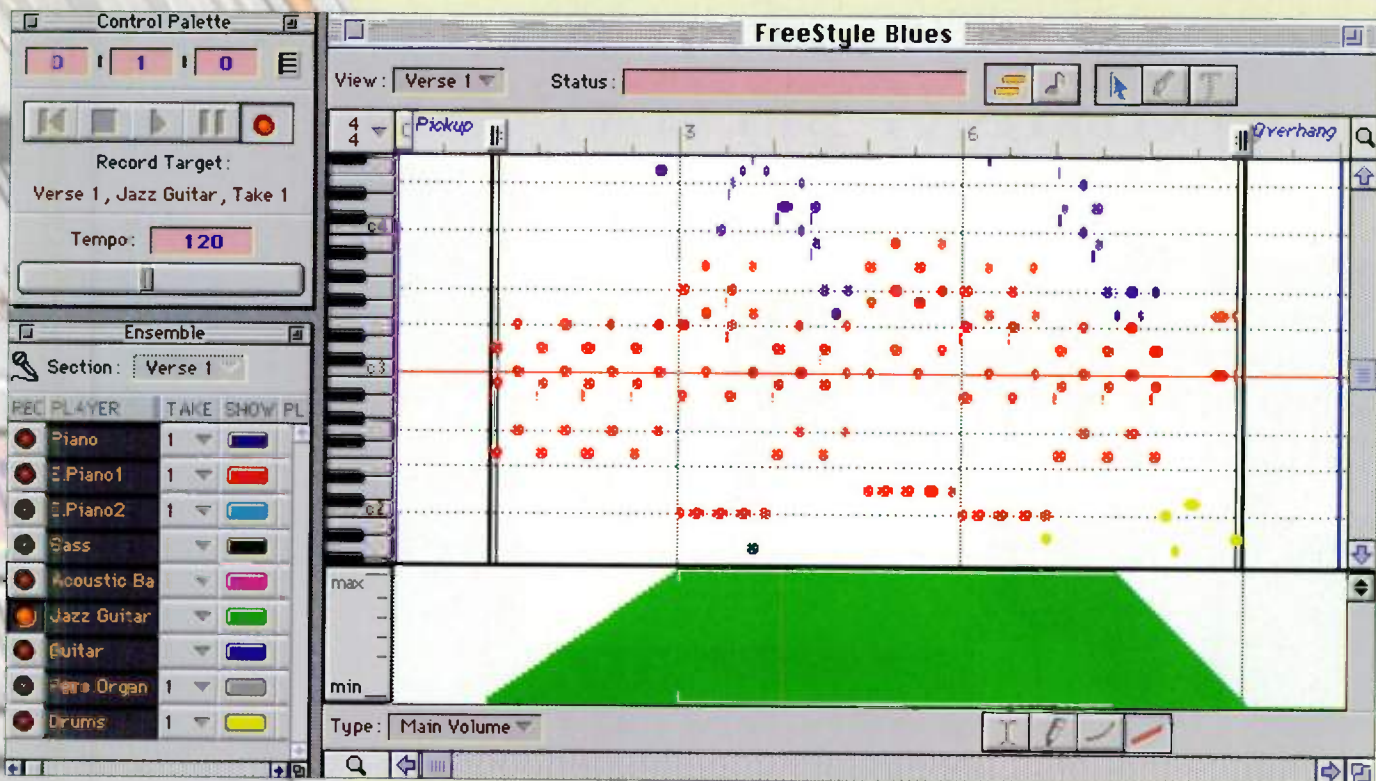 Control Palette
0 1 0
Record Target:
Verse 1, Jazz Guitar, Take 1
Tempo: 120
Ensemble
Section: Verse 1
REC PLAYER TAKE SHOW PL
Piano 1
E.Piano1 1
E.Piano2 1
Bass
Acoustic Ba
Jazz Guitar
Guitar
Organ 1
Drums 1
FreeStyle Blues
View: Verse 1 Status:
4
4
Pickup 3 6 Overhang
c4
c3
c2
max
min
Type: Main Volume